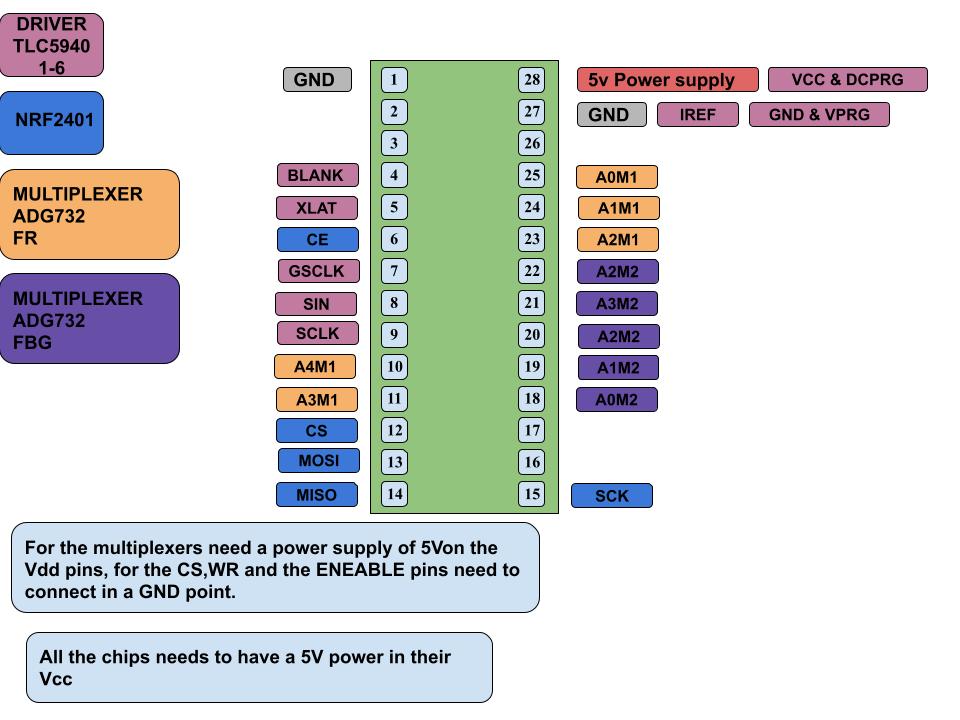 DRIVER
TLC5940
1-6
NRF2401
MULTIPLEXER
ADG732
FR
MULTIPLEXER
ADG732
FBG
GND 1 28 5v Power supply VCC & DCPRG
2 27 GND IREF GND & VPRG
3 26
BLANK 4 25 A0M1
XLAT 5 24 A1M1
CE 6 23 A2M1
GSCLK 7 22 A2M2
SIN 8 21 A3M2
SCLK 9 20 A2M2
A4M1 10 19 A1M2
A3M1 11 18 A0M2
CS 12 17
MOSI 13 16
MISO 14 15 SCK
For the multiplexers need a power supply of 5Von the
Vdd pins, for the CS,WR and the ENEABLE pins need to
connect in a GND point.
All the chips needs to have a 5V power in their
Vcc